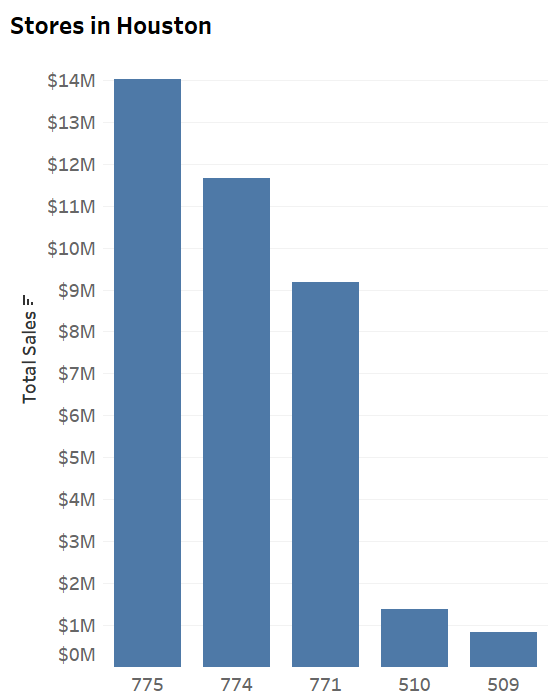 Stores in Houston
$14M
$13M
$12M
$11M
$10M
$9M
$8M
$7M
$6M
$5M
$4M
$3M
$2M
$1M
$0M
Total Sales
775 774 771 510 509